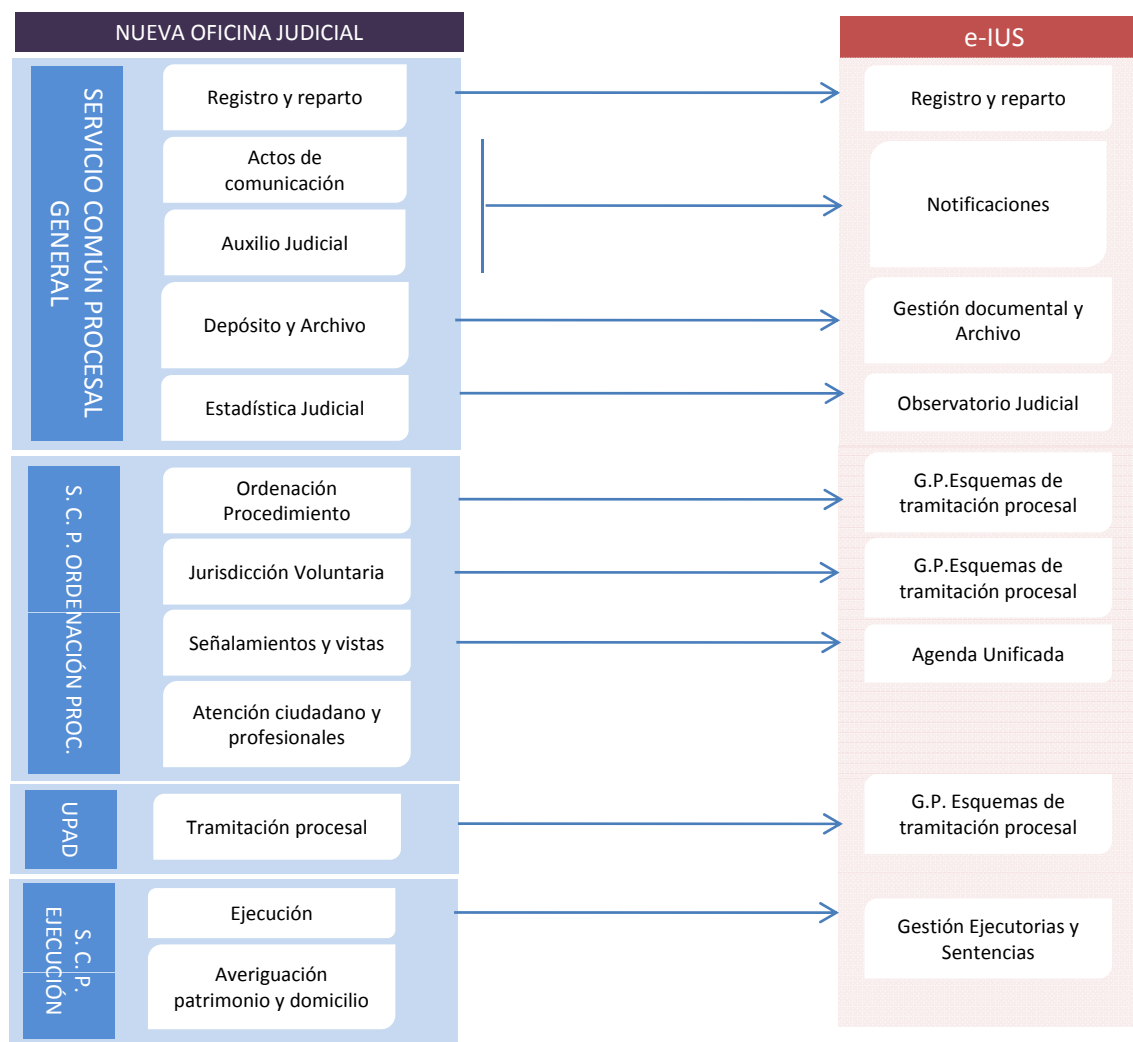 NUEVA OFICINA JUDICIAL
SERVICIO COMÚN PROCESAL
GENERAL
Registro y reparto
Actos de
comunicación
Auxilio Judicial
Depósito y Archivo
Estadística Judicial
S. C. P. ORDENACIÓN PROC.
Ordenación
Procedimiento
Jurisdicción Voluntaria
Señalamientos y vistas
Atención ciudadano y
profesionales
UPAD
Tramitación procesal
S. C. P.
EJECUCIÓN
Ejecución
Averiguación
patrimonio y domicilio
e-IUS
Registro y reparto
Notificaciones
Gestión documental y
Archivo
Observatorio Judicial
G.P.Esquemas de
tramitación procesal
G.P.Esquemas de
tramitación procesal
Agenda Unificada
G.P. Esquemas de
tramitación procesal
Gestión Ejecutorias y
Sentencias